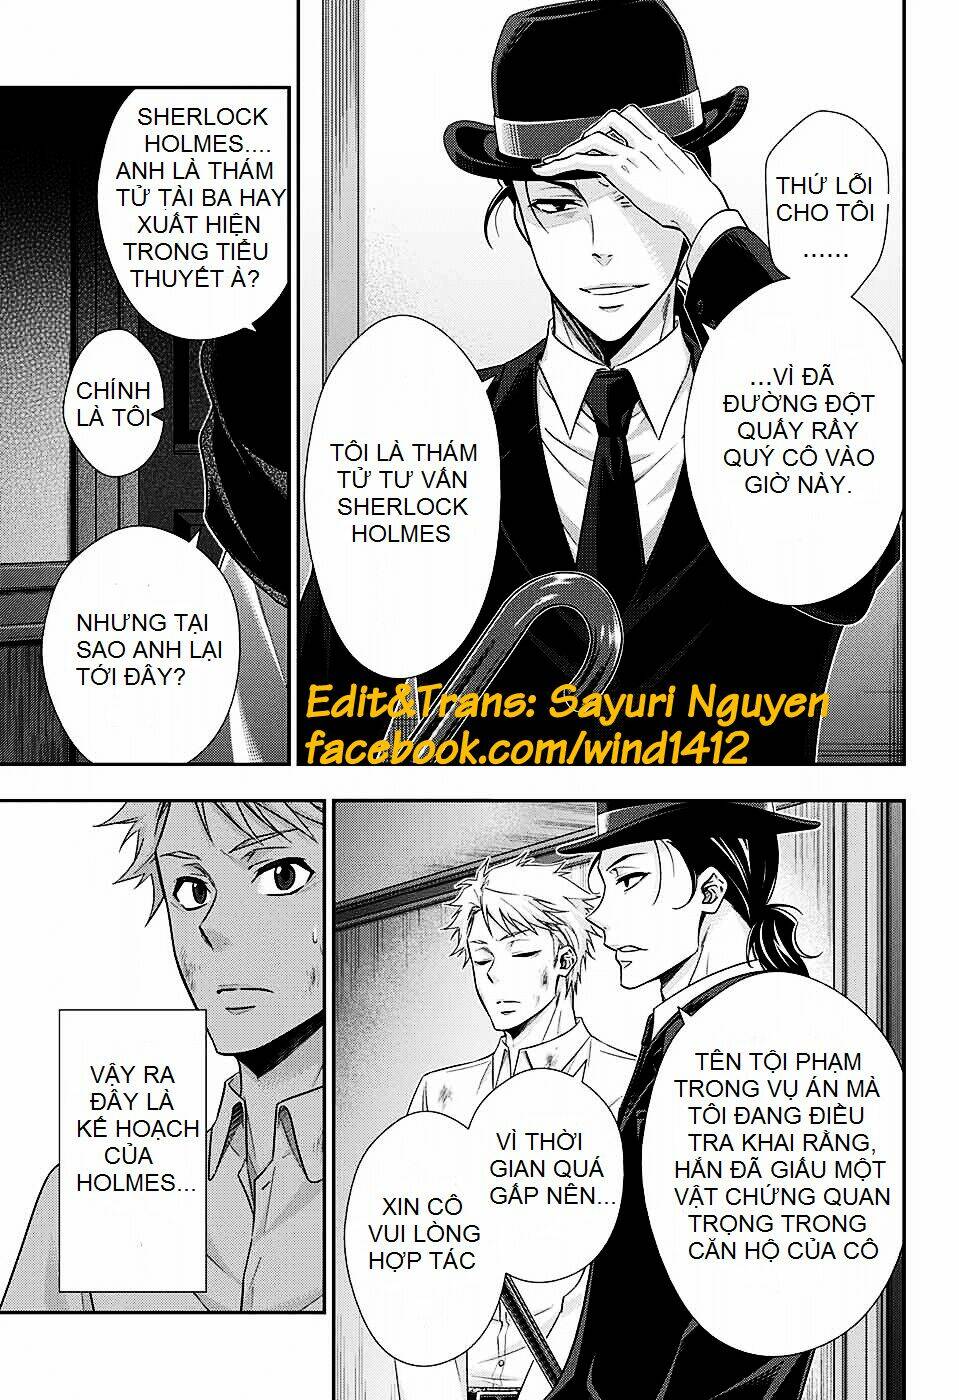 THỨ LỖI
CHO TÔI
……
...VÌ ĐÃ
ĐƯỜNG ĐỘT
QUẤY RẦY
QUÝ CÔ VÀO
GIỜ NÀY.
TÔI LÀ THÁM
TỬ TƯ VẤN
SHERLOCK
HOLMES
SHERLOCK
HOLMES....
ANH LÀ THÁM
TỬ TÀI BA HAY
XUẤT HIỆN
TRONG TIỂU
THUYẾT À?
CHÍNH
LÀ TÔI
NHƯNG TẠI
SAO ANH LẠI
TỚI ĐÂY?
Edit&Trans: Sayuri Nguyen
facebook.com/wind1412
TÊN TỘI PHẠM
TRONG VỤ ÁN MÀ
TÔI ĐANG ĐIỀU
TRA KHAI RẰNG,
HẮN ĐÃ GIẤU MỘT
VẬT CHỨNG QUAN
TRỌNG TRONG
CĂN HỘ CỦA CÔ
VÌ THỜI
GIAN QUÁ
GẤP NÊN...
XIN CÔ
VUI LÒNG
HỢP TÁC
VẬY RA
ĐÂY LÀ
KẾ HOẠCH
CỦA
HOLMES...